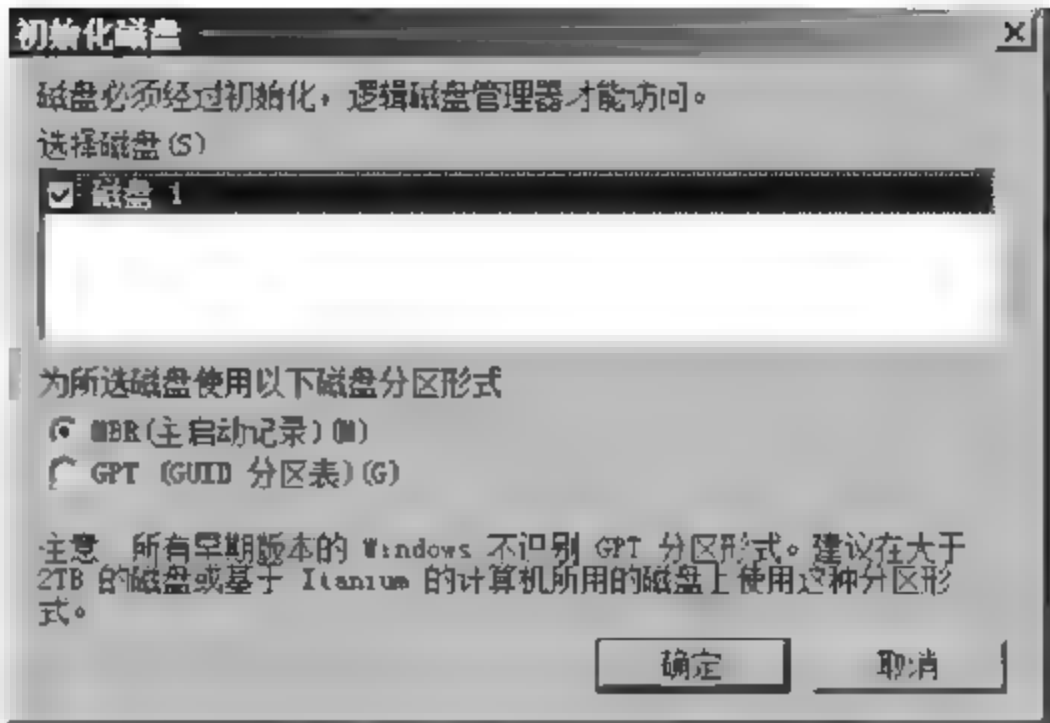 初始化磁盘
磁盘必须经过初始化，逻辑磁盘管理器才能访问。
选择磁盘(S)
磁盘 1
为所选磁盘使用以下磁盘分区形式
MBR(主启动记录)(M)
GPT (GUID 分区表)(G)
注意 所有早期版本的 Windows 不识别 GPT 分区形式。建议在大于
2TB 的磁盘或基于 Itanium 的计算机所用的磁盘上使用这种分区形
式。
确定
取消